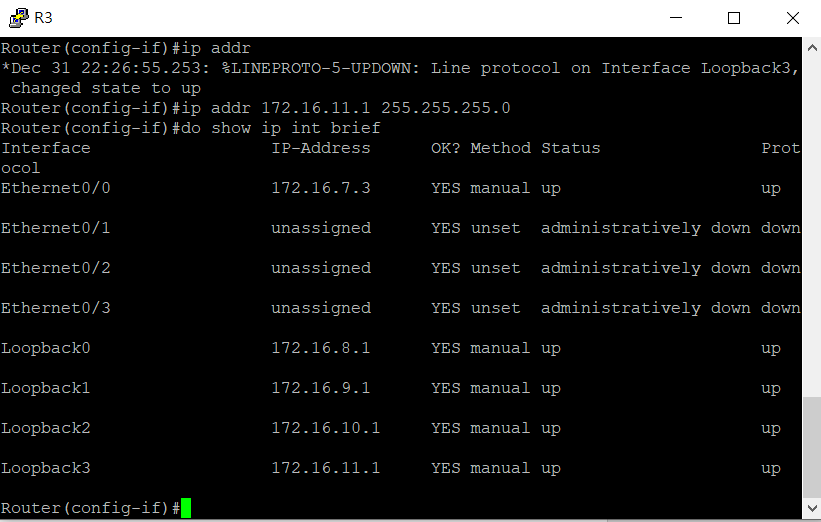 R3
Router(config-if)#ip addr
*Dec 31 22:26:55.253: %LINEPROTO-5-UPDOWN: Line protocol on Interface Loopback3,
 changed state to up
Router(config-if)#ip addr 172.16.11.1 255.255.255.0
Router(config-if)#do show ip int brief
Interface                  IP-Address      OK? Method Status                Prot
ocol
Ethernet0/0                172.16.7.3      YES manual up                    up
Ethernet0/1                unassigned      YES unset  administratively down down
Ethernet0/2                unassigned      YES unset  administratively down down
Ethernet0/3                unassigned      YES unset  administratively down down
Loopback0                  172.16.8.1      YES manual up                    up
Loopback1                  172.16.9.1      YES manual up                    up
Loopback2                  172.16.10.1     YES manual up                    up
Loopback3                  172.16.11.1     YES manual up                    up
Router(config-if)#